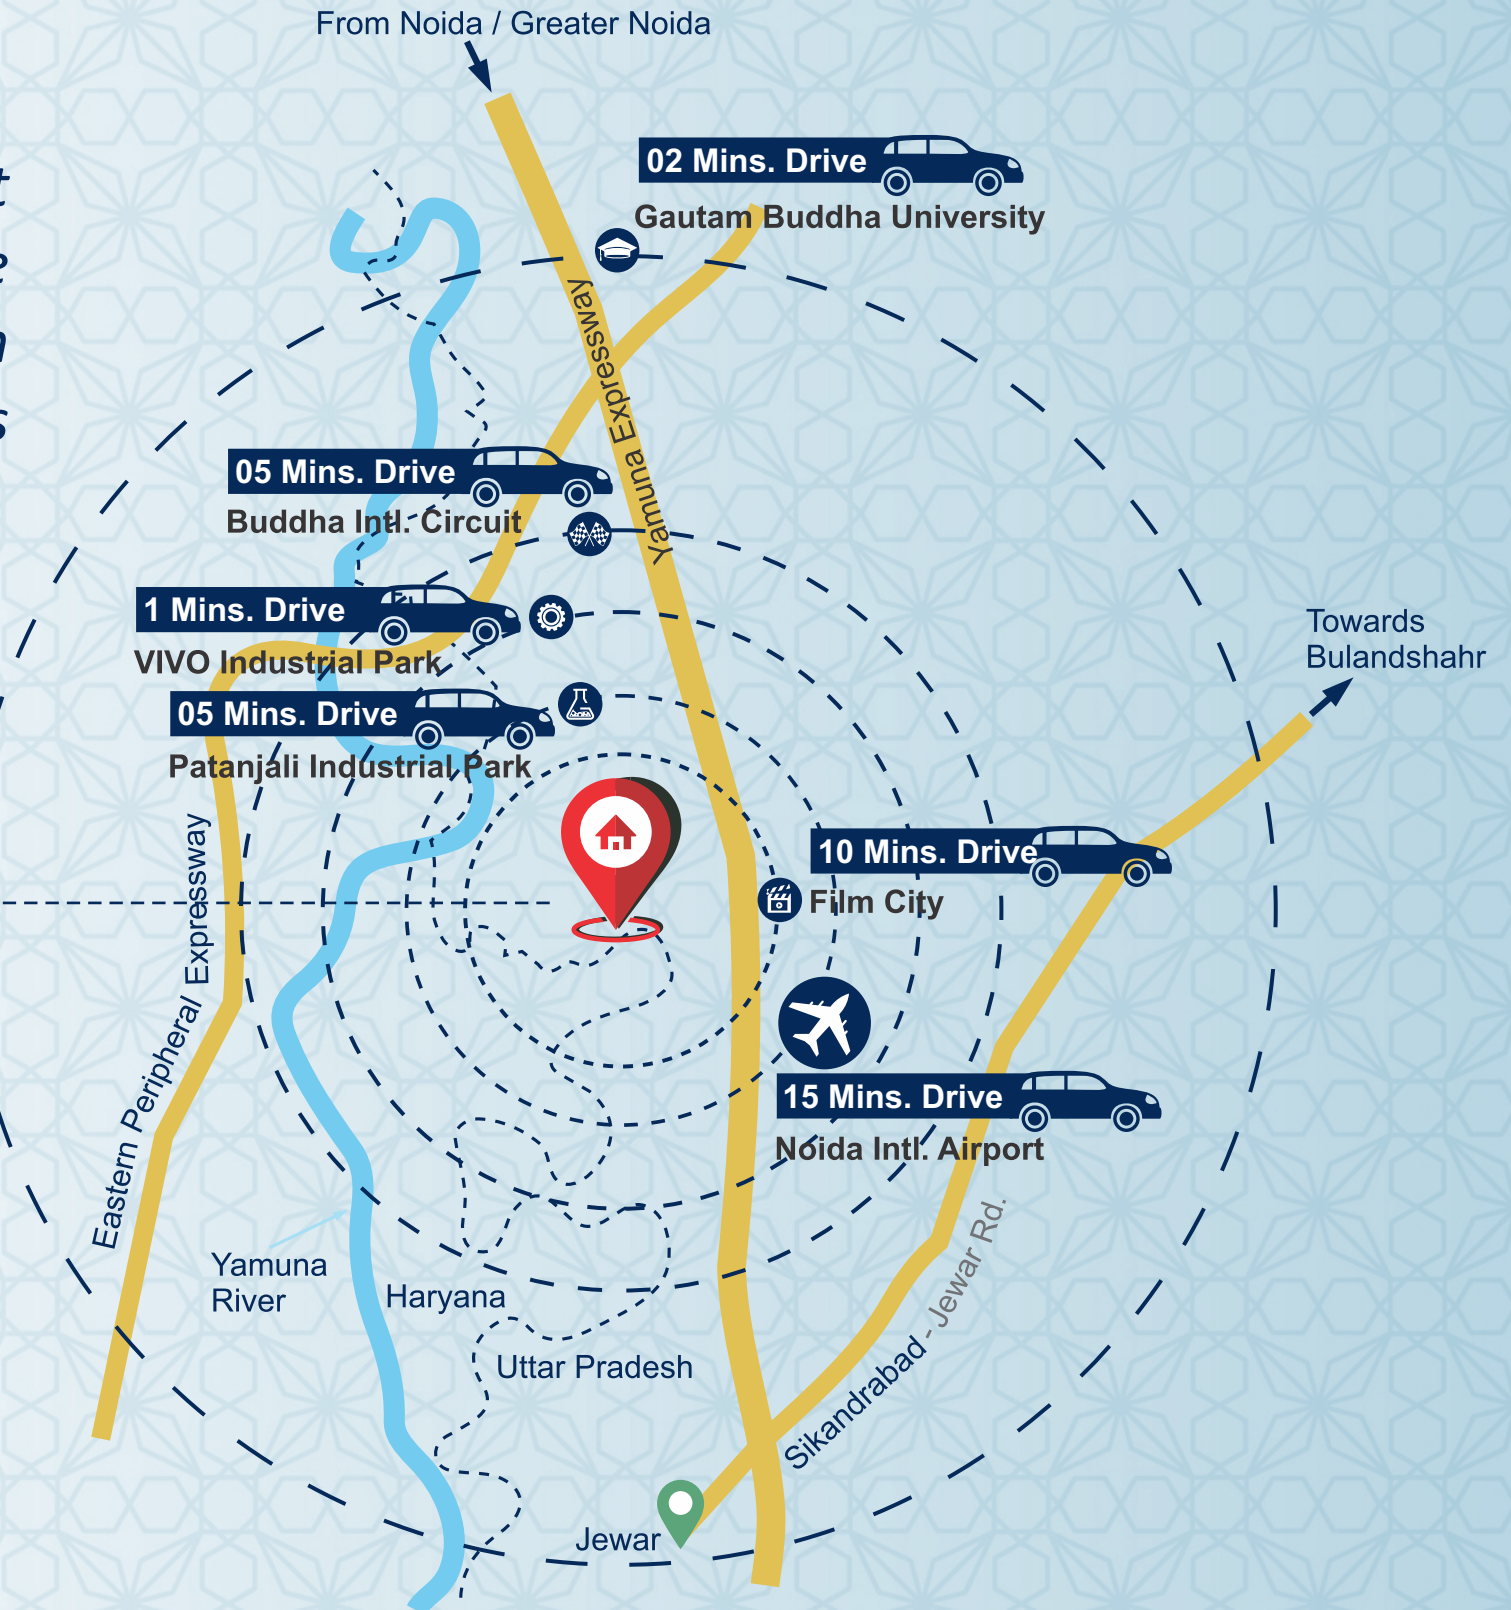 From Noida / Greater Noida
02 Mins. Drive
Gautam Buddha University
Yamuna Expressway
05 Mins. Drive
Buddha Intl. Circuit
1 Mins. Drive
VIVO Industrial Park
Towards
Bulandshahr
05 Mins. Drive
Patanjali Industrial Park
10 Mins. Drive
Film City
Eastern Peripheral Expressway
15 Mins. Drive
Noida Intl. Airport
Yamuna
River
Haryana
Uttar Pradesh
Sikandrabad - Jewar Rd.
Jewar